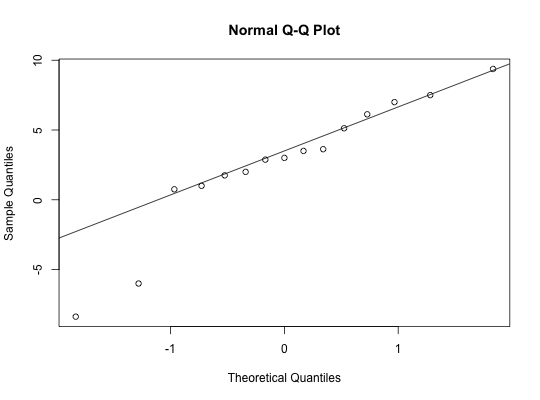 Normal Q-Q Plot
10
5
0
-5
Sample Quantiles
-1 0 1
Theoretical Quantiles